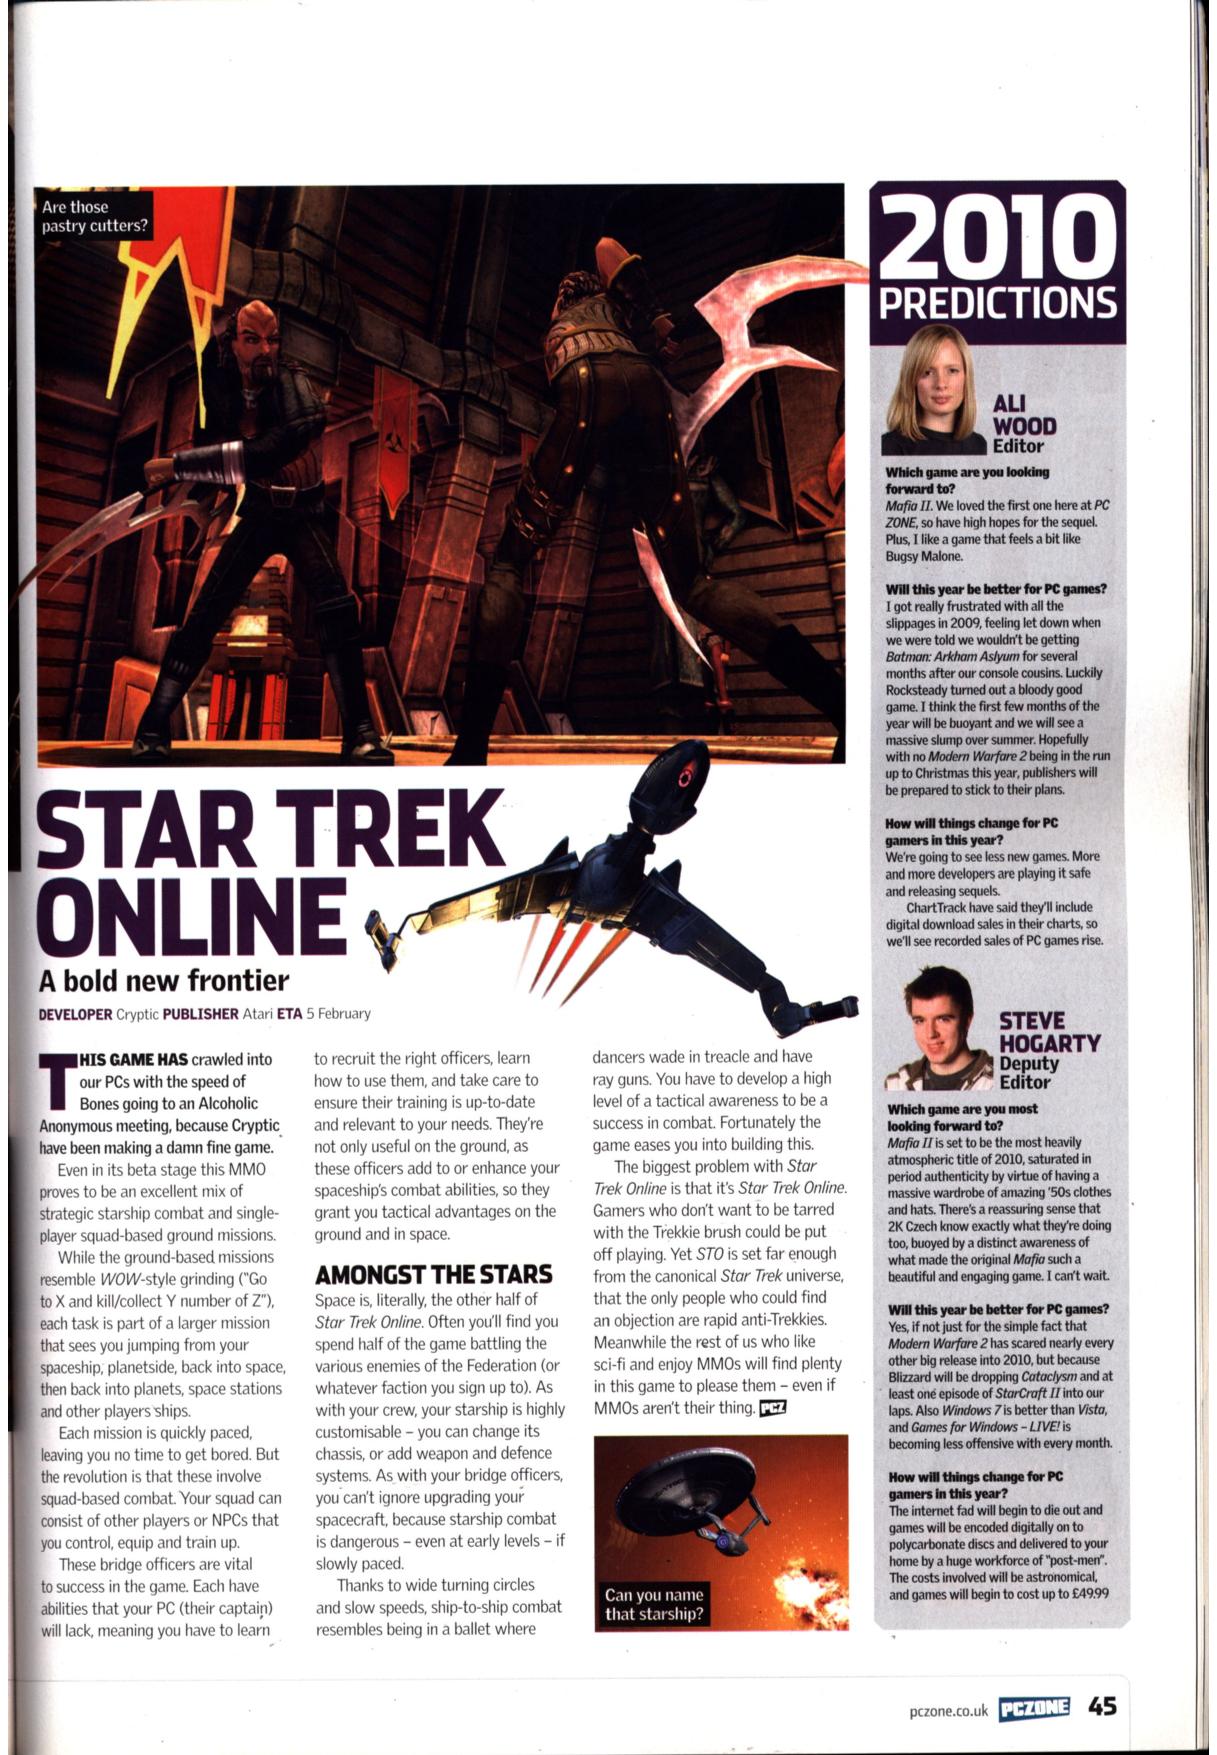 Are those
pastry cutters?
STAR TREK
ONLINE
A bold new frontier
DEVELOPER Cryptic PUBLISHER Atari ETA 5 February
THIS GAME HAS crawled into
our PCs with the speed of
Bones going to an Alcoholic
Anonymous meeting, because Cryptic
have been making a damn fine game.
Even in its beta stage this MMO
proves to be an excellent mix of
strategic starship combat and single-
player squad-based ground missions.
While the ground-based missions
resemble WOW-style grinding ("Go
to X and kill/collect Y number of Z"),
each task is part of a larger mission
that sees you jumping from your
spaceship, planetside, back into space,
then back into planets, space stations
and other players ships.
Each mission is quickly paced,
leaving you no time to get bored. But
the revolution is that these involve
squad-based combat. Your squad can
consist of other players or NPCs that
you control, equip and train up.
These bridge officers are vital
to success in the game. Each have
abilities that your PC (their captain)
will lack, meaning you have to learn
to recruit the right officers, learn
how to use them, and take care to
ensure their training is up-to-date
and relevant to your needs. They're
not only useful on the ground, as
these officers add to or enhance your
spaceship's combat abilities, so they
grant you tactical advantages on the
ground and in space.
AMONGST THE STARS
Space is, literally, the other half of
Star Trek Online. Often you'll find you
spend half of the game battling the
various enemies of the Federation (or
whatever faction you sign up to). As
with your crew, your starship is highly
customisable – you can change its
chassis, or add weapon and defence
systems. As with your bridge officers,
you can't ignore upgrading your
spacecraft, because starship combat
is dangerous – even at early levels – if
slowly paced.
Thanks to wide turning circles
and slow speeds, ship-to-ship combat
resembles being in a ballet where
dancers wade in treacle and have
ray guns. You have to develop a high
level of a tactical awareness to be a
success in combat. Fortunately the
game eases you into building this.
The biggest problem with Star
Trek Online is that it's Star Trek Online.
Gamers who don't want to be tarred
with the Trekkie brush could be put
off playing. Yet STO is set far enough
from the canonical Star Trek universe,
that the only people who could find
an objection are rapid anti-Trekkies.
Meanwhile the rest of us who like
sci-fi and enjoy MMOs will find plenty
in this game to please them – even if
MMOs aren't their thing. PCZ
Can you name
that starship?
2010
PREDICTIONS
ALI
WOOD
Editor
Which game are you looking
forward to?
Mafia II. We loved the first one here at PC
ZONE, so have high hopes for the sequel.
Plus, I like a game that feels a bit like
Bugsy Malone.
Will this year be better for PC games?
I got really frustrated with all the
slippages in 2009, feeling let down when
we were told we wouldn't be getting
Batman: Arkham Aslyum for several
months after our console cousins. Luckily
Rocksteady turned out a bloody good
game. I think the first few months of the
year will be buoyant and we will see a
massive slump over summer. Hopefully
with no Modern Warfare 2 being in the run
up to Christmas this year, publishers will
be prepared to stick to their plans.
How will things change for PC
gamers in this year?
We're going to see less new games. More
and more developers are playing it safe
and releasing sequels.
ChartTrack have said they'll include
digital download sales in their charts, so
we'll see recorded sales of PC games rise.
STEVE
HOGARTY
Deputy
Editor
Which game are you most
looking forward to?
Mafia II is set to be the most heavily
atmospheric title of 2010, saturated in
period authenticity by virtue of having a
massive wardrobe of amazing '50s clothes
and hats. There's a reassuring sense that
2K Czech know exactly what they're doing
too, buoyed by a distinct awareness of
what made the original Mafia such a
beautiful and engaging game. I can't wait.
Will this year be better for PC games?
Yes, if not just for the simple fact that
Modern Warfare 2 has scared nearly every
other big release into 2010, but because
Blizzard will be dropping Cataclysm and at
least one episode of StarCraft II into our
laps. Also Windows 7 is better than Vista,
and Games for Windows – LIVE! is
becoming less offensive with every month.
How will things change for PC
gamers in this year?
The internet fad will begin to die out and
games will be encoded digitally on to
polycarbonate discs and delivered to your
home by a huge workforce of "post-men".
The costs involved will be astronomical,
and games will begin to cost up to £49.99
pczone.co.uk PCZONE 45